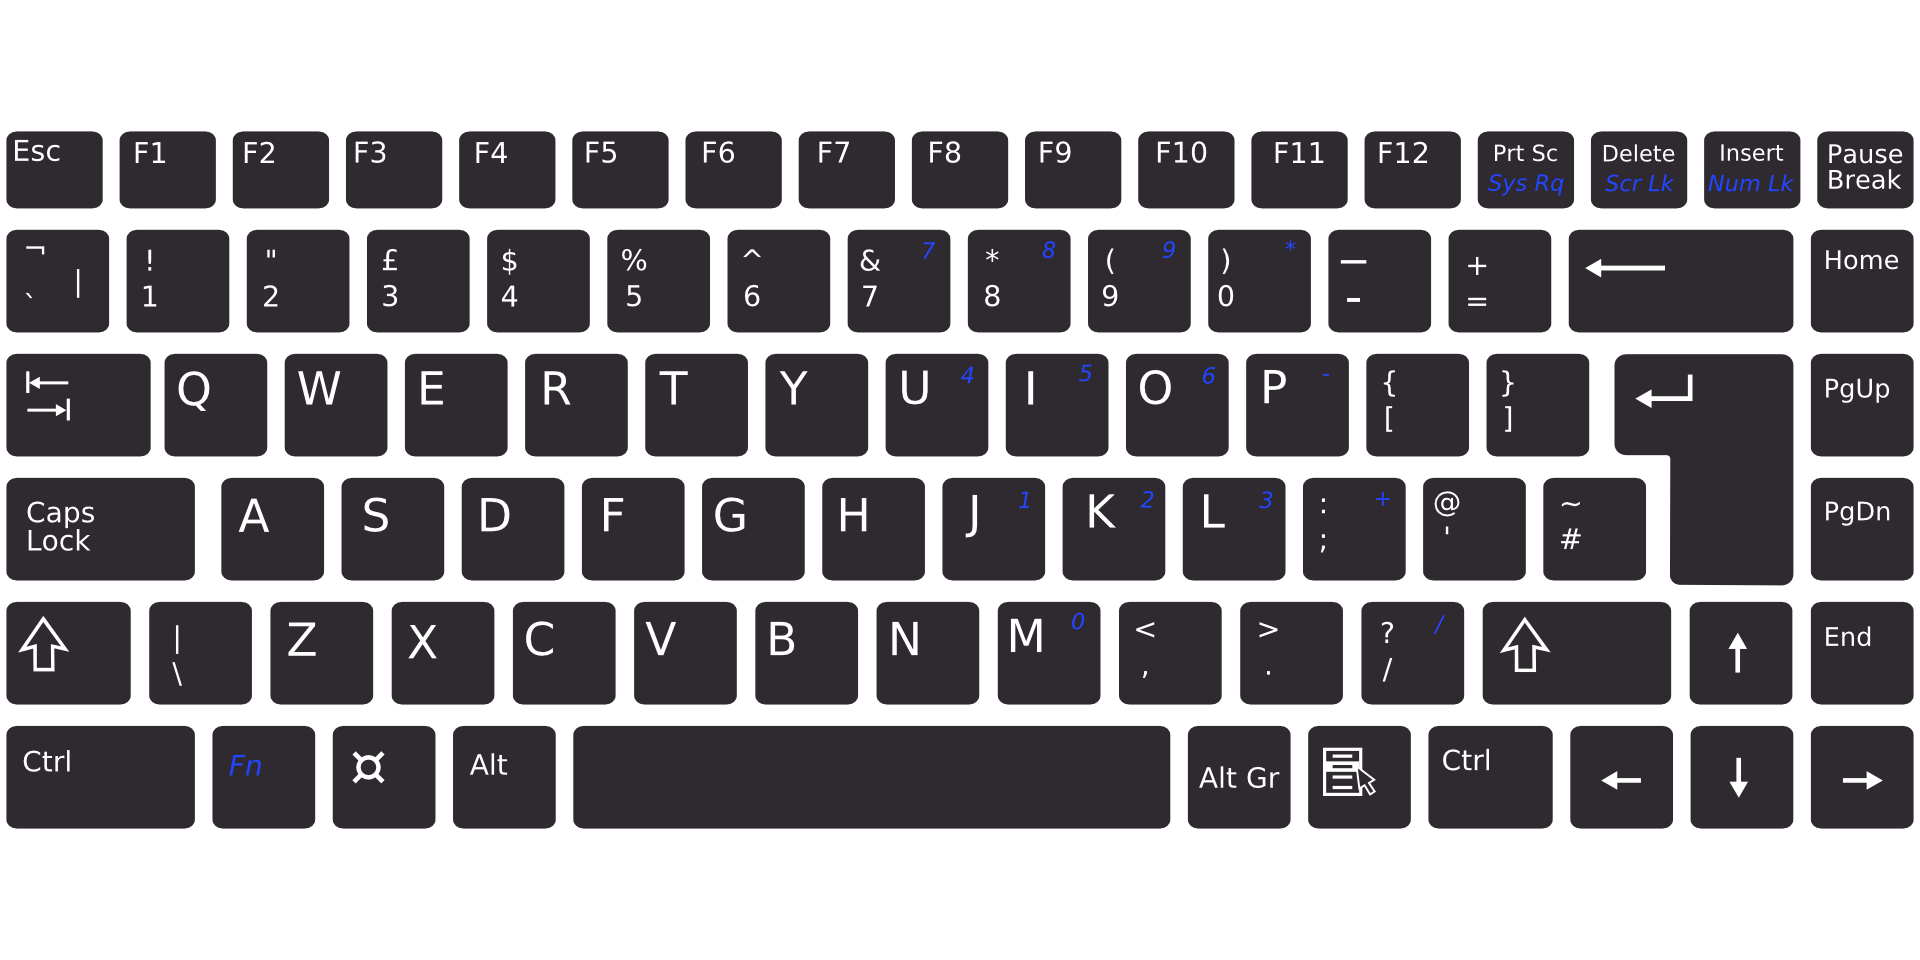 Esc F1 F2 F3 F4 F5 F6 F7 F8 F9 F10 F11 F12 Prt Sc Delete Insert Pause
Sys Rq Scr Lk Num Lk Break
¬ ! " £ $ % ^ & 7 * 8 ( 9 ) * _ +
` | 1 2 3 4 5 6 7 8 9 0 - = ← Home
Q W E R T Y U 4 I 5 O 6 P - { } PgUp
[ ]
Caps A S D F G H J 1 K 2 L 3 : + @ ~ PgDn
Lock ; ' #
| Z X C V B N M 0 < > ? / ↑ End
\ , . /
Ctrl Fn ¤ Alt Alt Gr Ctrl ← ↓ →